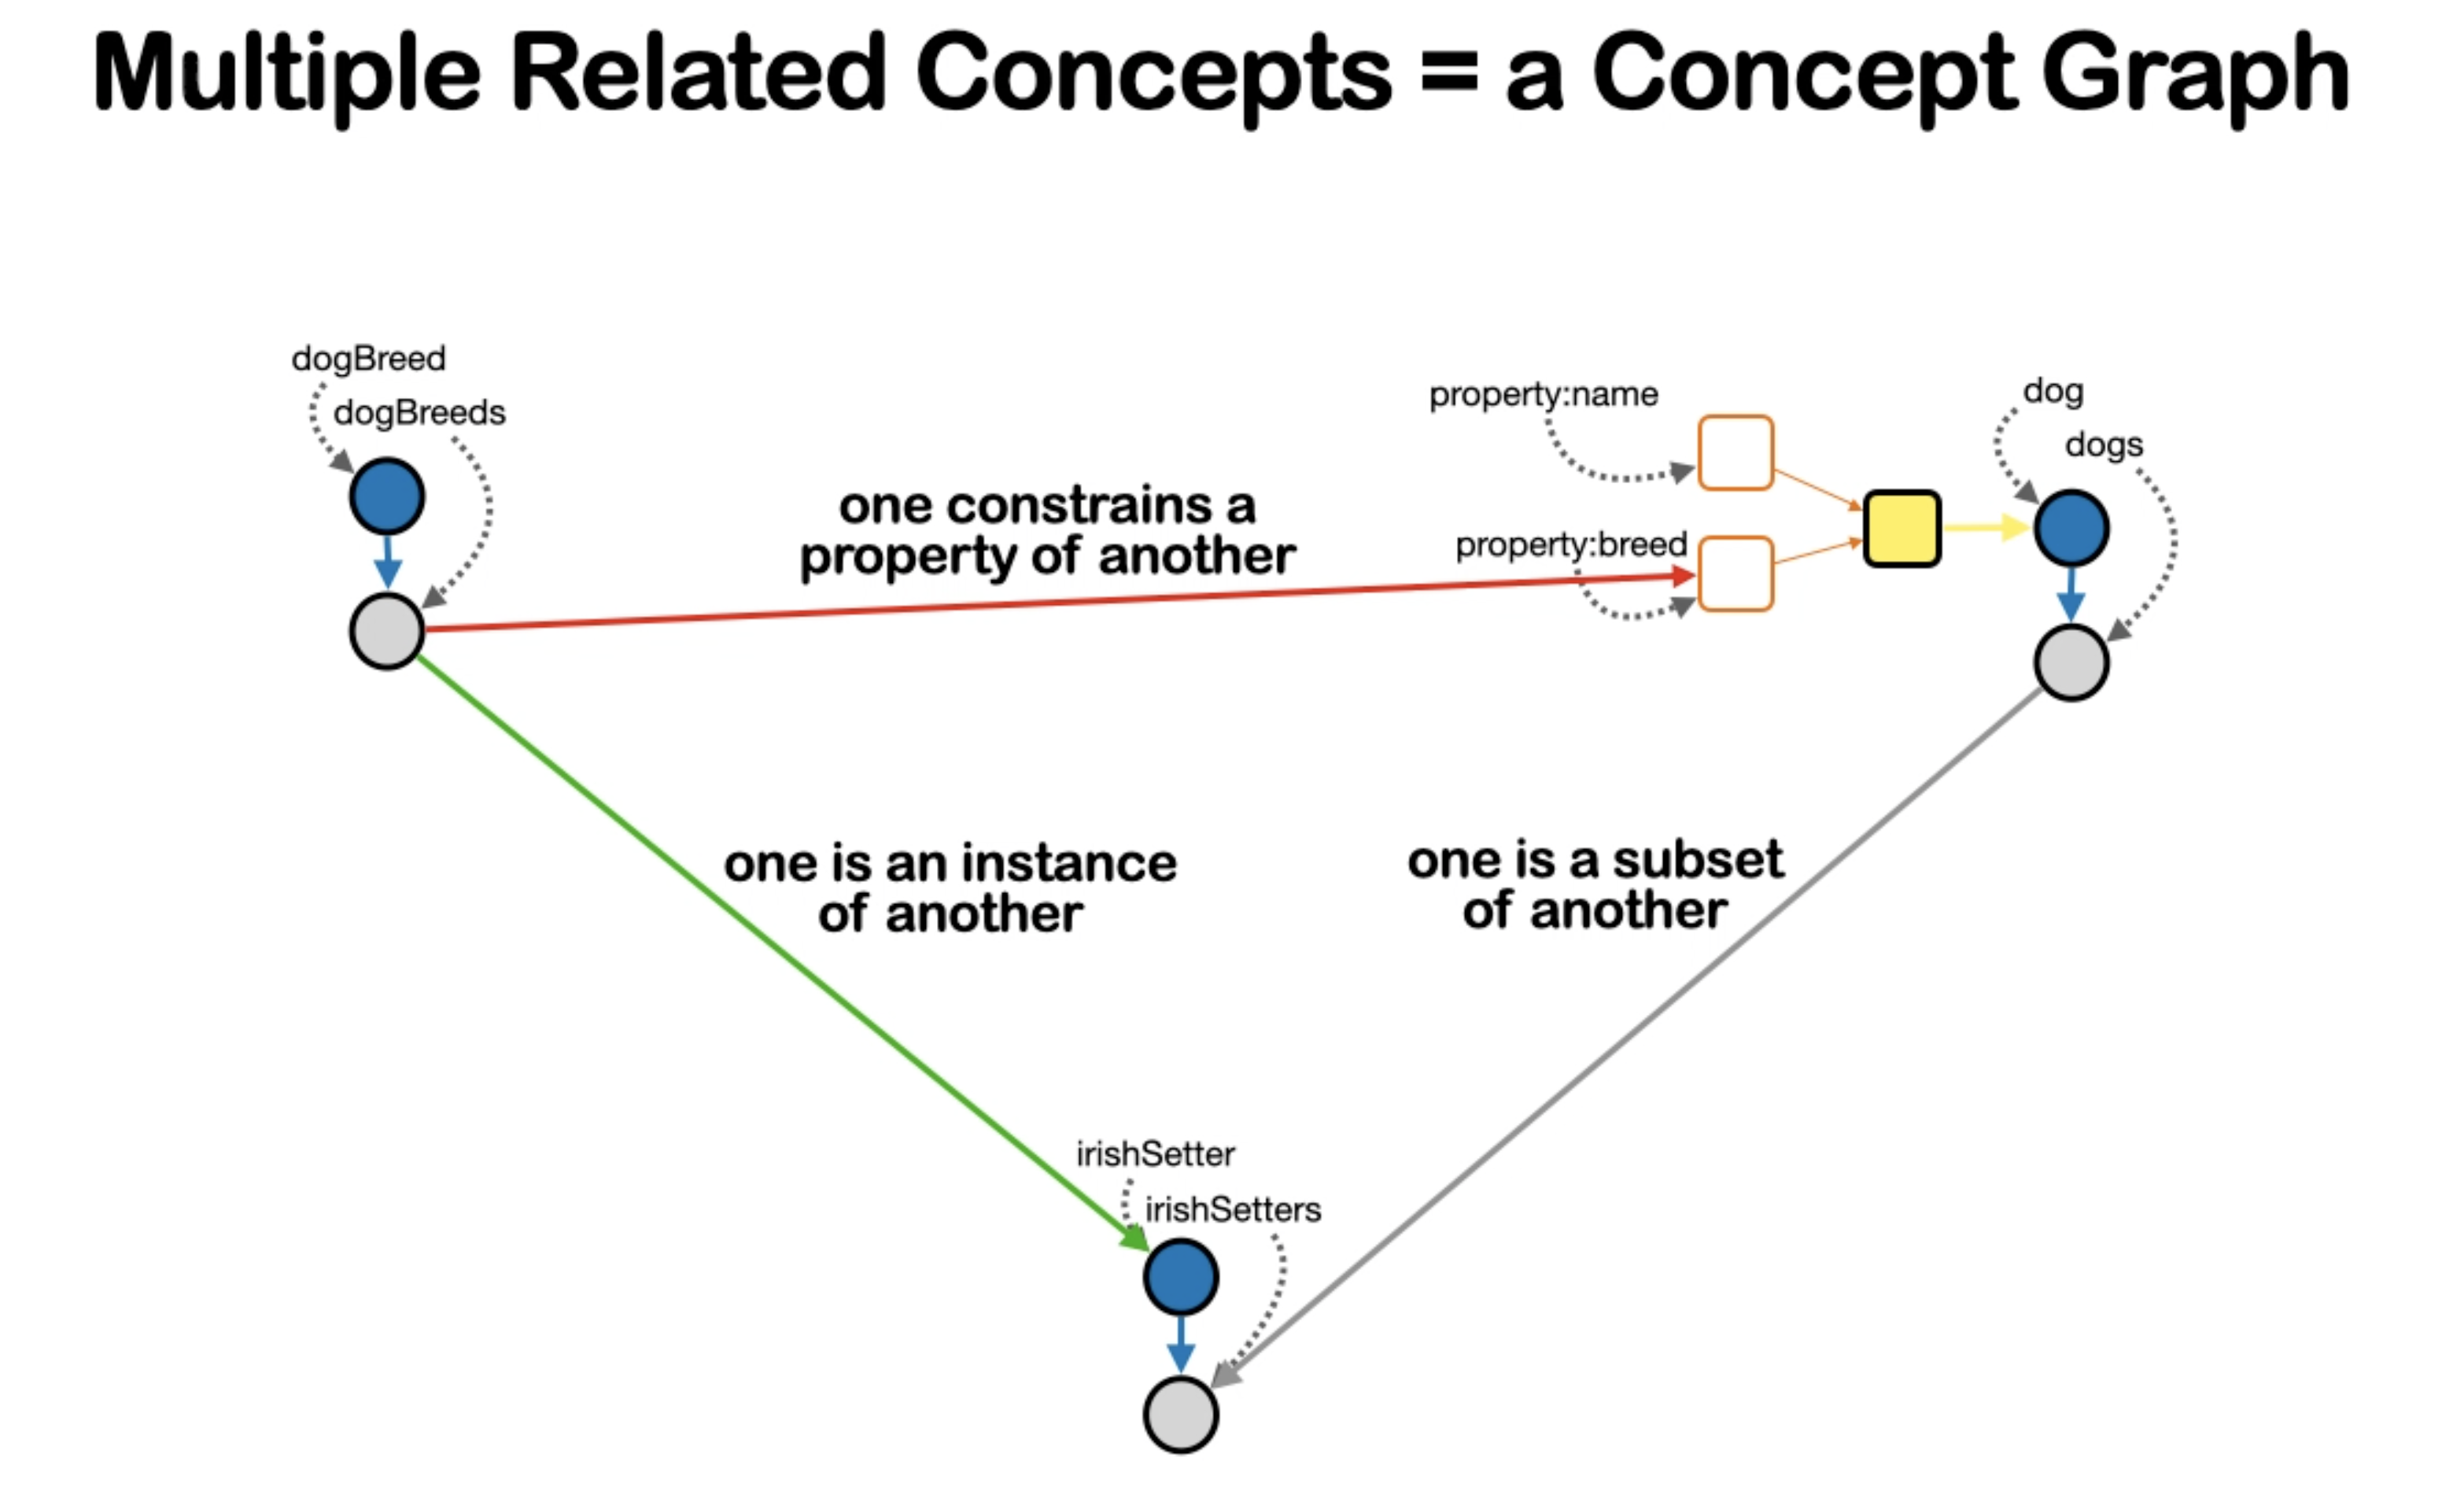 Multiple Related Concepts = a Concept Graph
dogBreed
dogBreeds
one constrains a
property of another
property:name
property:breed
dog
dogs
one is an instance
of another
one is a subset
of another
irishSetter
irishSetters